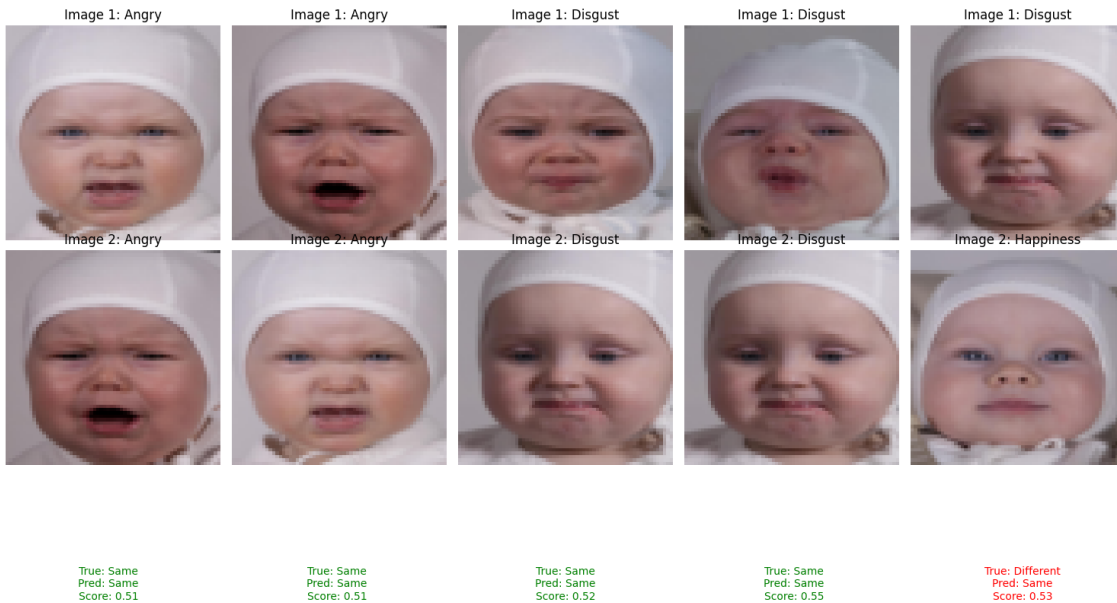 Image 1: Angry
Image 1: Angry
Image 1: Disgust
Image 1: Disgust
Image 1: Disgust
Image 2: Angry
Image 2: Angry
Image 2: Disgust
Image 2: Disgust
Image 2: Happiness
True: Same
Pred: Same
Score: 0.51
True: Same
Pred: Same
Score: 0.51
True: Same
Pred: Same
Score: 0.52
True: Same
Pred: Same
Score: 0.55
True: Different
Pred: Same
Score: 0.53